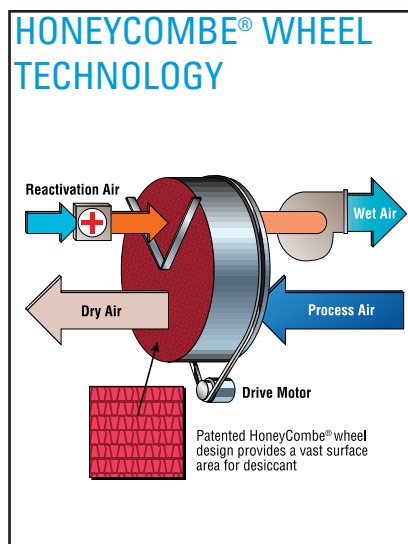 HONEYCOMBE® WHEEL
TECHNOLOGY
Reactivation Air
Wet Air
Dry Air
Process Air
Drive Motor
Patented HoneyCombe® wheel
design provides a vast surface
area for desiccant